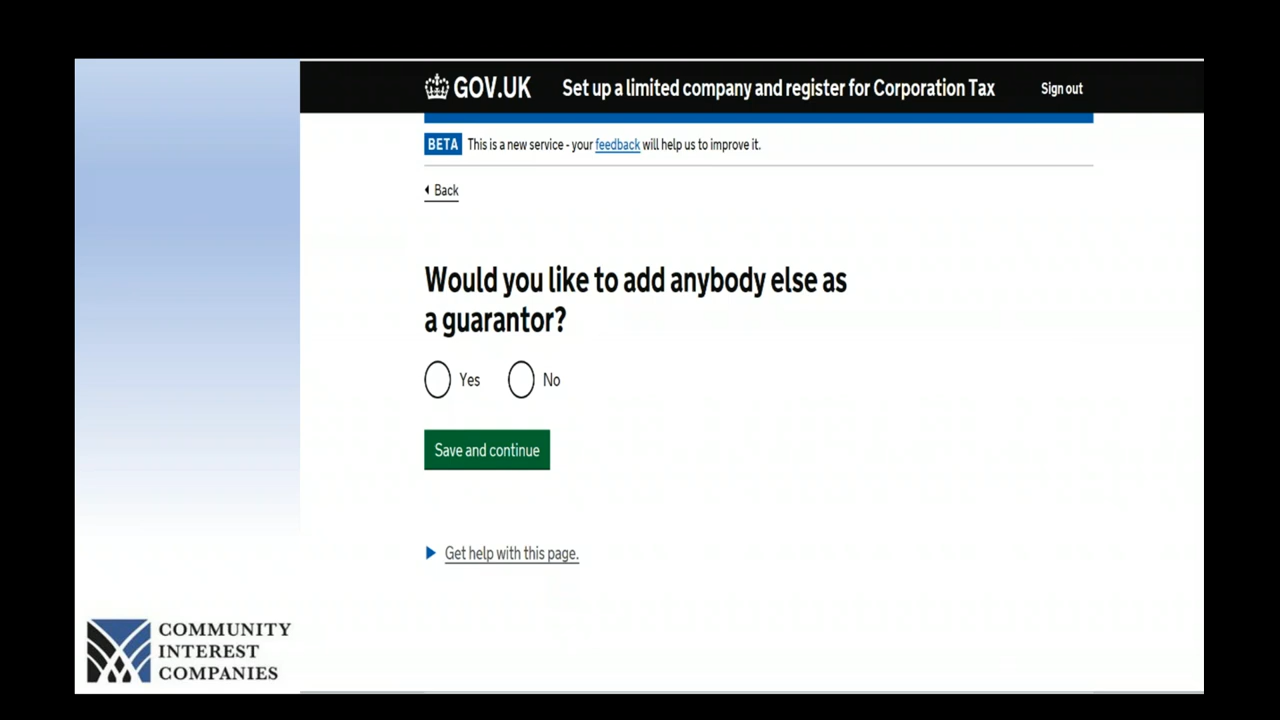 GOV.UK Set up a limited company and register for Corporation Tax Sign out
BETA This is a new service - your feedback will help us to improve it.
Back
Would you like to add anybody else as
a guarantor?
Yes No
Save and continue
Get help with this page.
COMMUNITY
INTEREST
COMPANIES